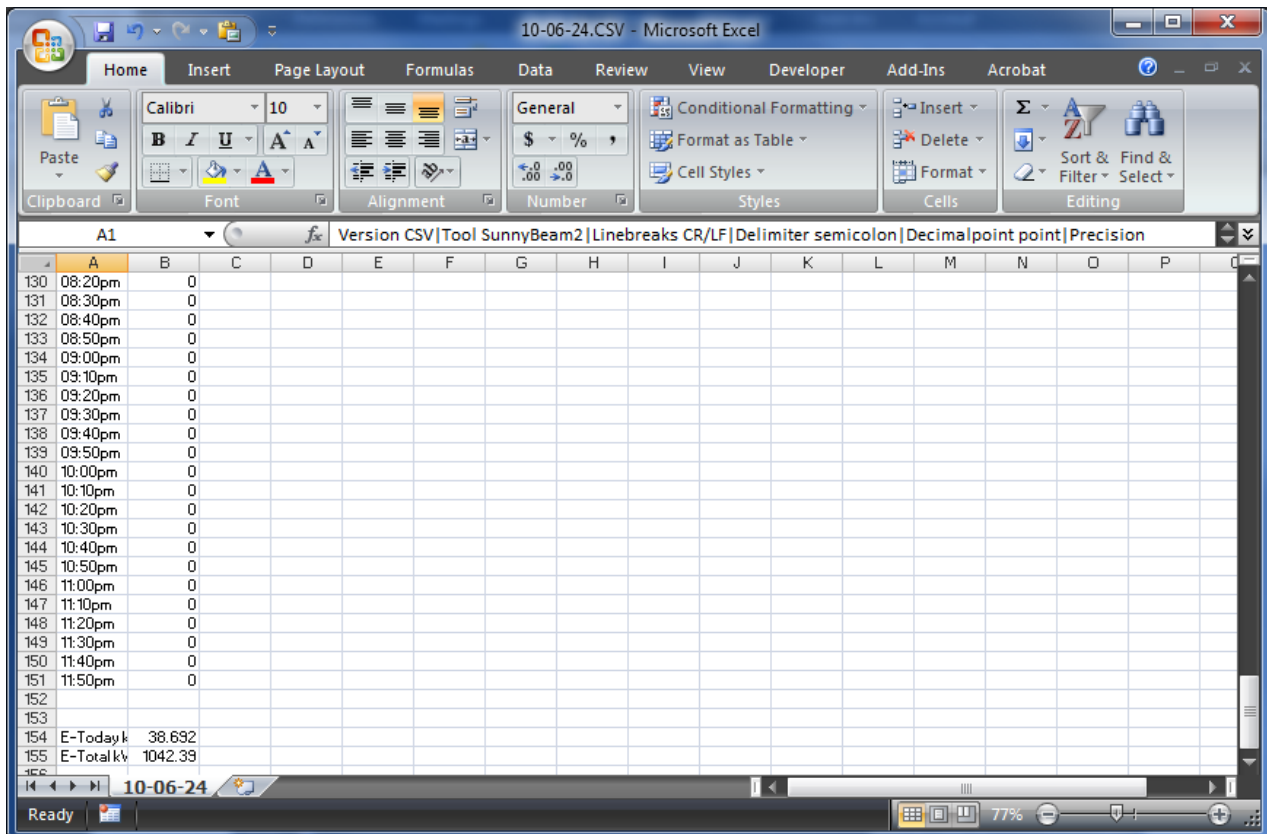 10-06-24.CSV - Microsoft Excel
Home Insert Page Layout Formulas Data Review View Developer Add-Ins Acrobat
Calibri 10 General Conditional Formatting Insert Σ
Paste B I U A A $ % , Format as Table Delete Sort & Filter Find & Select
A .0 .00 .00 .0 Cell Styles Format
Clipboard Font Alignment Number Styles Cells Editing
A1 fx Version CSV|Tool SunnyBeam2|Linebreaks CR/LF|Delimiter semicolon|Decimalpoint point|Precision
A B C D E F G H I J K L M N O P
130 08:20pm 0
131 08:30pm 0
132 08:40pm 0
133 08:50pm 0
134 09:00pm 0
135 09:10pm 0
136 09:20pm 0
137 09:30pm 0
138 09:40pm 0
139 09:50pm 0
140 10:00pm 0
141 10:10pm 0
142 10:20pm 0
143 10:30pm 0
144 10:40pm 0
145 10:50pm 0
146 11:00pm 0
147 11:10pm 0
148 11:20pm 0
149 11:30pm 0
150 11:40pm 0
151 11:50pm 0
152
153
154 E-Today k 38.692
155 E-Total kW 1042.39
10-06-24
Ready 77%